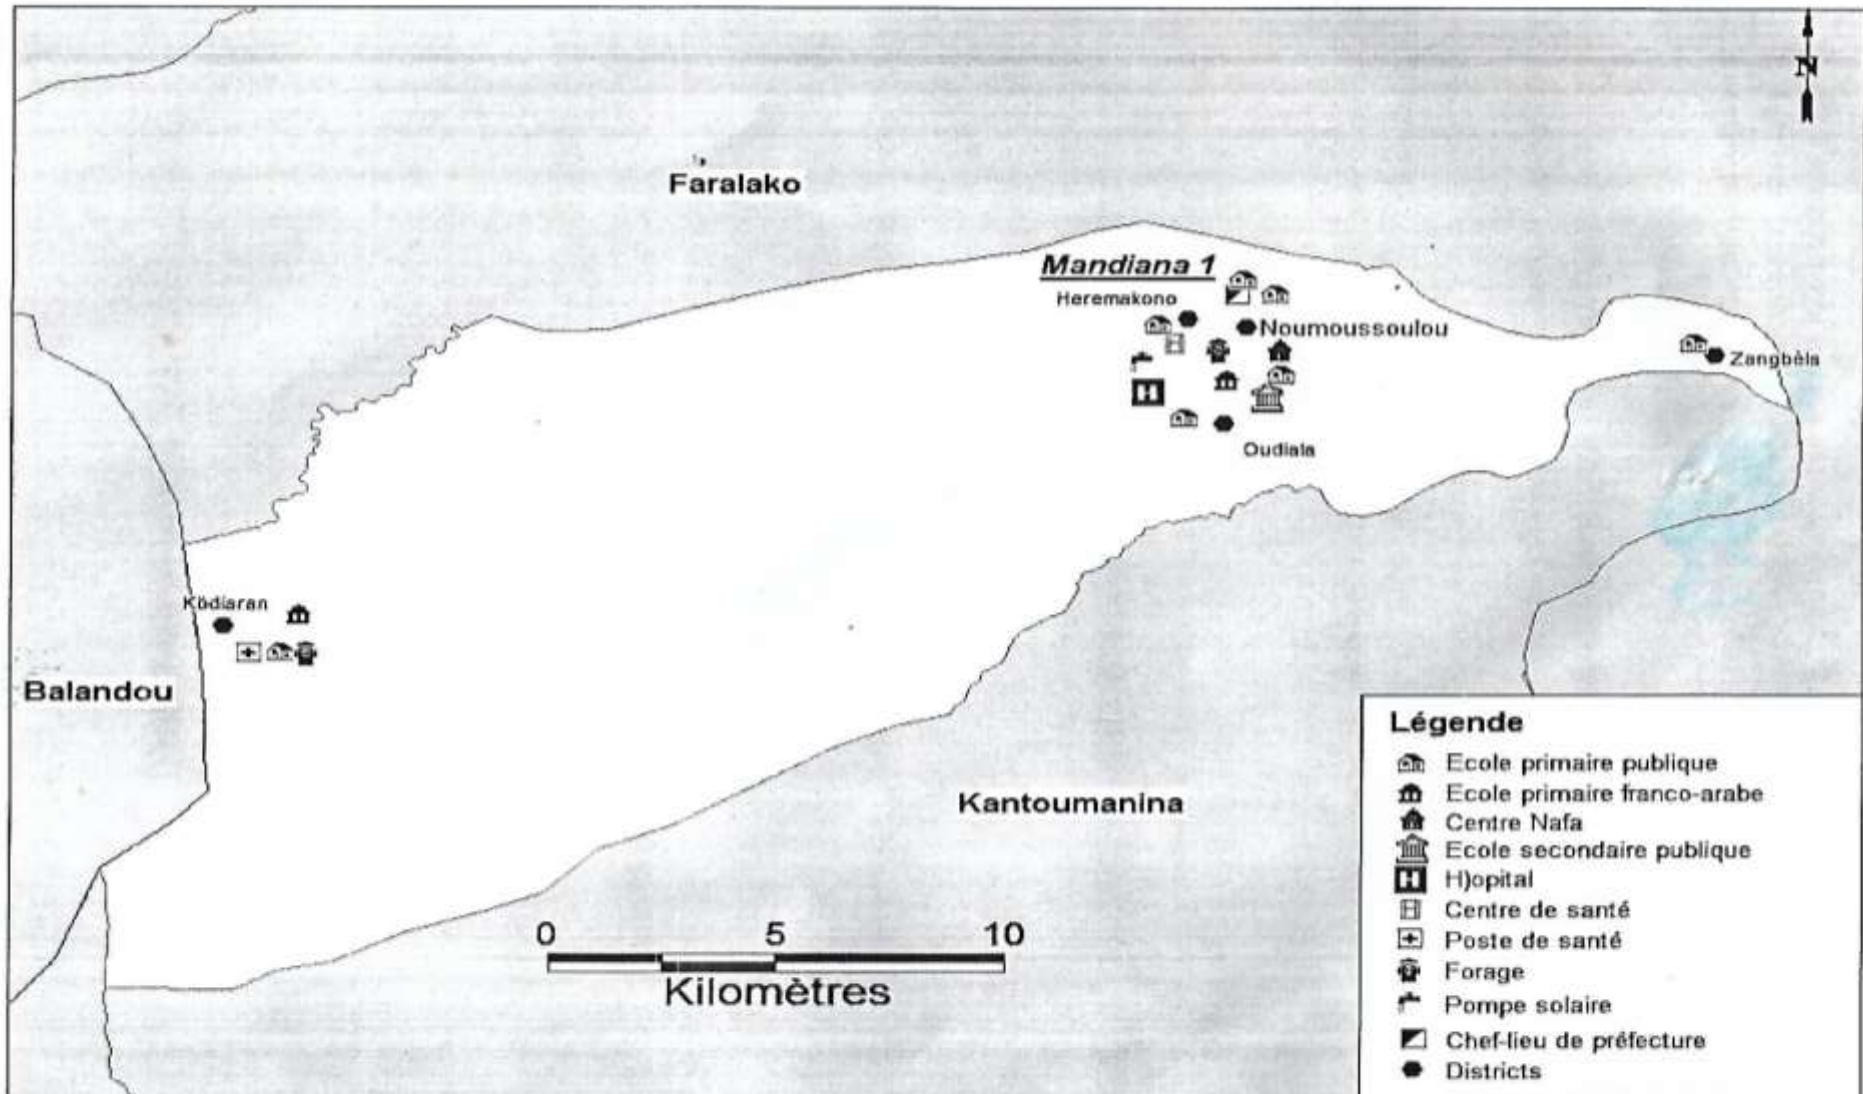 N
Faralako
Mandiana 1
Heremakono
Noumoussoulou
Zangbèla
Oudiala
Ködiaran
Balandou
Kantoumanina
0 5 10
Kilomètres
Légende
Ecole primaire publique
Ecole primaire franco-arabe
Centre Nafa
Ecole secondaire publique
H H)opital
Centre de santé
Poste de santé
Forage
Pompe solaire
Chef-lieu de préfecture
Districts